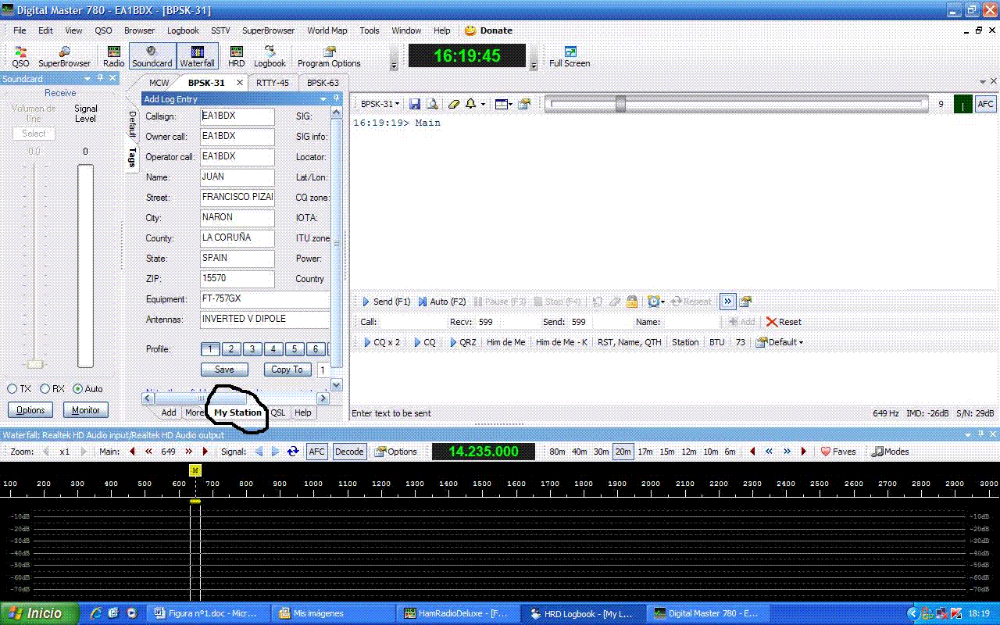 Digital Master 780 - EA1BDX - [BPSK-31]
File Edit View QSO Browser Logbook SSTV SuperBrowser World Map Tools Window Help Donate
QSO SuperBrowser Radio Soundcard Waterfall HRD Logbook Program Options 16:19:45 Full Screen
Soundcard
Receive
Volumen de línea
Select
0.0
Signal Level
0
TX RX Auto
Options Monitor
MCW BPSK-31 RTTY-45 BPSK-63
Default
Tags
Add Log Entry
Callsign: EA1BDX SIG:
Owner call: EA1BDX SIG info:
Operator call: EA1BDX Locator:
Name: JUAN Lat/Lon:
Street: FRANCISCO PIZAI CQ zone:
City: NARON IOTA:
County: LA CORUÑA ITU zone
State: SPAIN Power:
ZIP: 15570 Country
Equipment: FT-757GX
Antennas: INVERTED V DIPOLE
Profile: 1 2 3 4 5 6
Save Copy To 1
Add More My Station QSL Help
BPSK-31 9 AFC
16:19:19> Main
Send (F1) Auto (F2) Pause (F3) Stop (F4) Repeat
Call: Recv: 599 Send: 599 Name: Add Reset
CQ x 2 CQ QRZ Him de Me Him de Me - K RST, Name, QTH Station BTU 73 Default
Enter text to be sent 649 Hz IMD: -26dB S/N: 29dB
Waterfall: Realtek HD Audio input/Realtek HD Audio output
Zoom: x1 Main: 649 Signal: AFC Decode Options 14.235.000 80m 40m 30m 20m 17m 15m 12m 10m 6m Faves Modes
M
100 200 300 400 500 600 700 800 900 1000 1100 1200 1300 1400 1500 1600 1700 1800 1900 2000 2100 2200 2300 2400 2500 2600 2700 2800 2900 3000
-10dB -10dB
-20dB -20dB
-30dB -30dB
-40dB -40dB
-50dB -50dB
-60dB -60dB
-70dB -70dB
Inicio Figura nº1.doc - Micr... Mis imágenes HamRadioDeluxe - [F... HRD Logbook - [My L... Digital Master 780 - E... 18:19